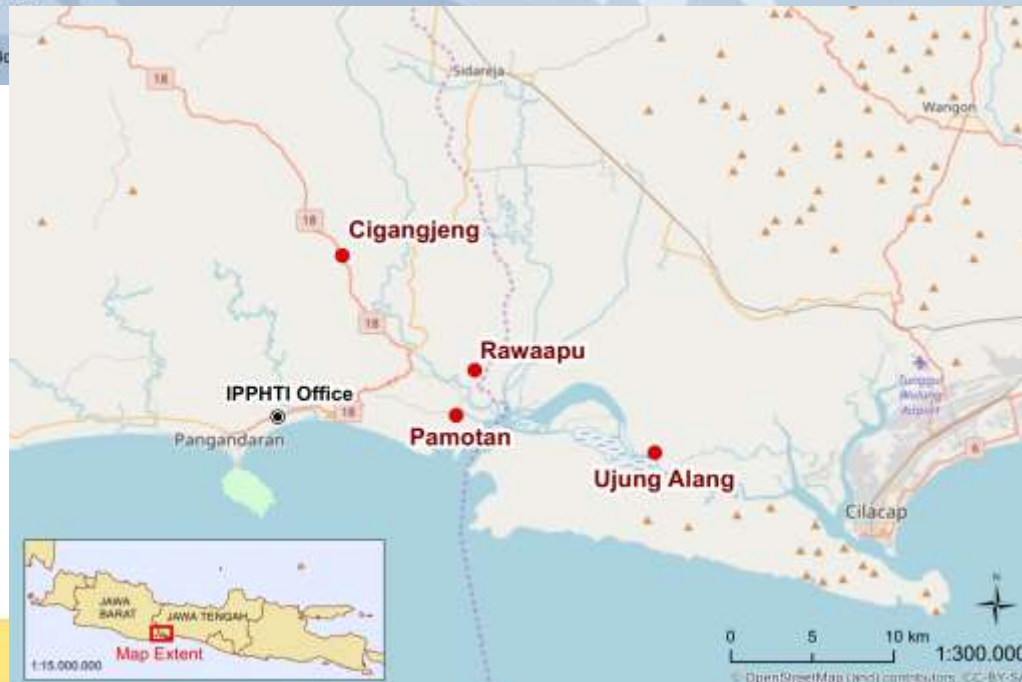 Sidareja
Wangon
18
18
Cigangjeng
18
Rawaapu
IPPHTI Office
18
Pangandaran
Pamotan
Tunggul
Wulung
Airport
6
Ujung Alang
Cilacap
JAWA
BARAT
JAWA TENGAH
Map Extent
1:15.000.000
N
0 5 10 km
1:300.000
© OpenStreetMap (and) contributors, CC-BY-SA